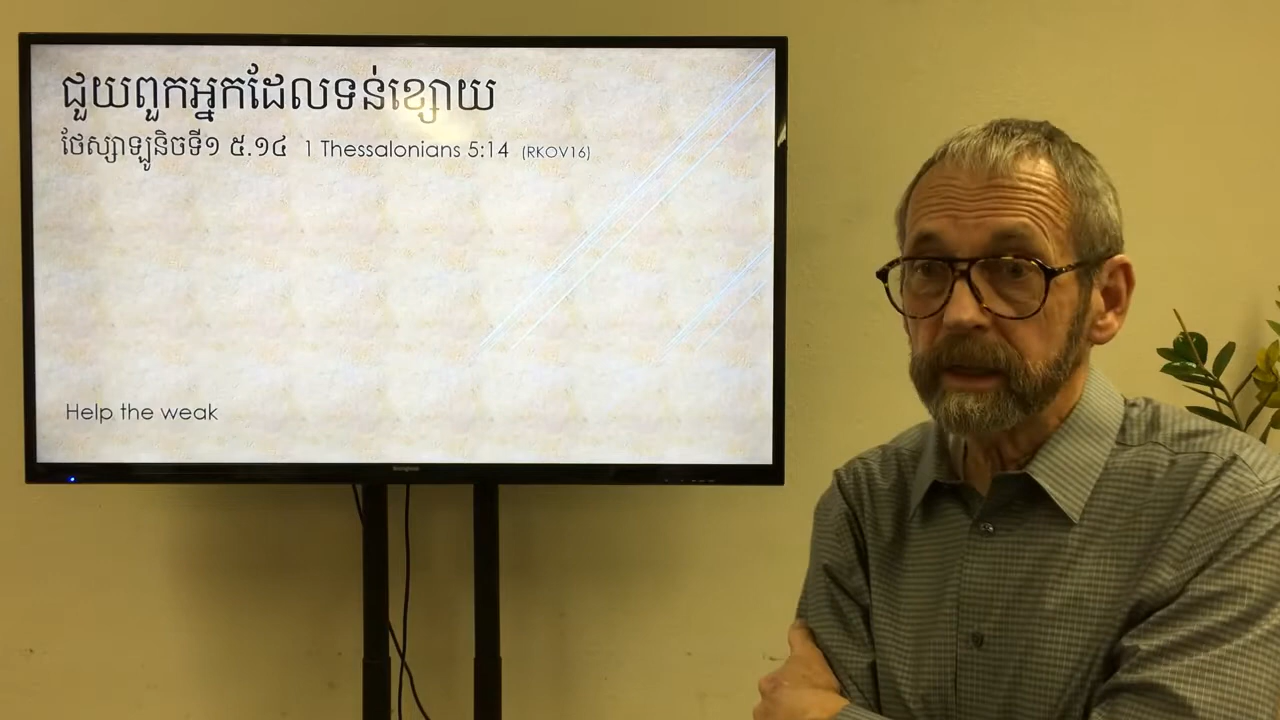 ជួយពួកអ្នកដែលទន់ខ្សោយ
ថែស្សាឡូនិចទី១ ៥.១៤ 1 Thessalonians 5:14 (RKOV16)
Help the weak